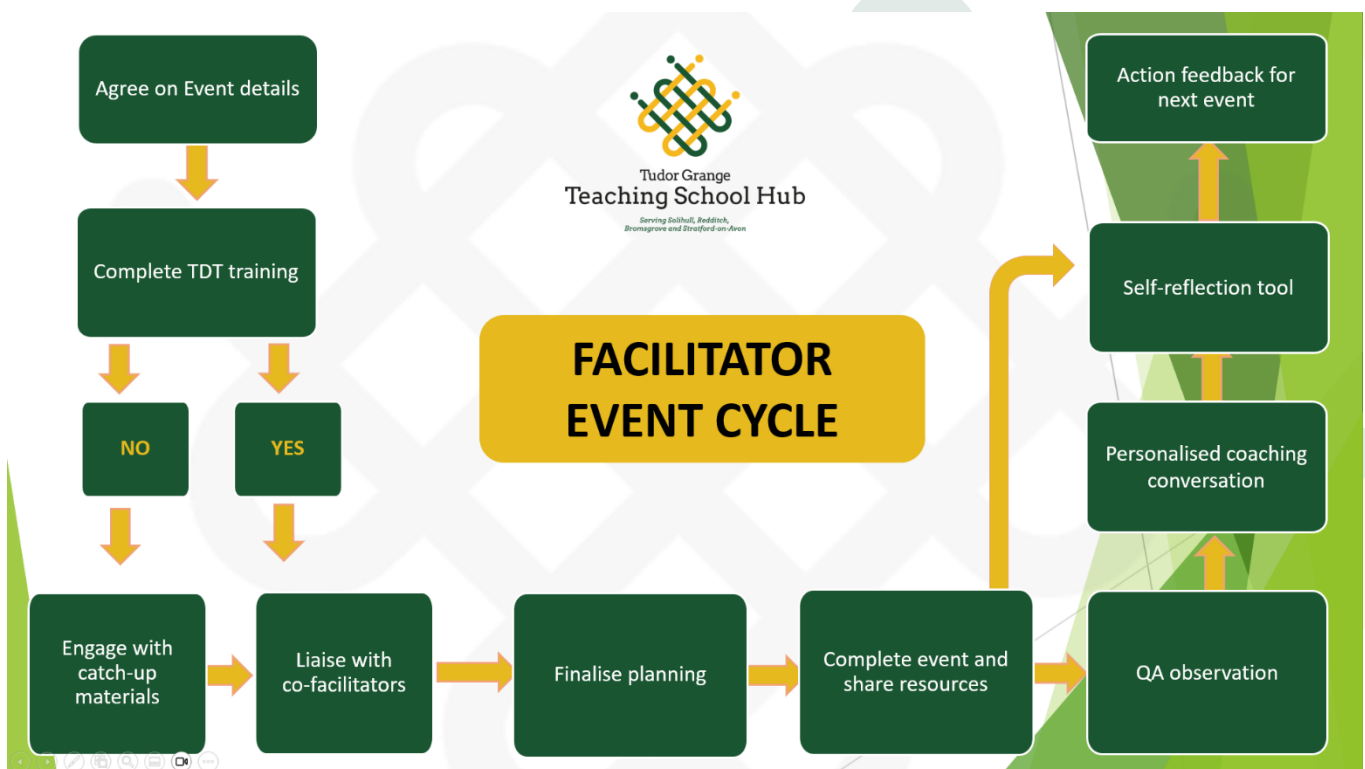 Agree on Event details
Complete TDT training
NO
YES
Engage with
catch-up
materials
Liaise with
co-facilitators
Finalise planning
Complete event and
share resources
QA observation
Personalised coaching
conversation
Self-reflection tool
Action feedback for
next event
Tudor Grange
Teaching School Hub
Serving Solihull, Redditch,
Bromsgrove and Stratford-on-Avon
FACILITATOR
EVENT CYCLE